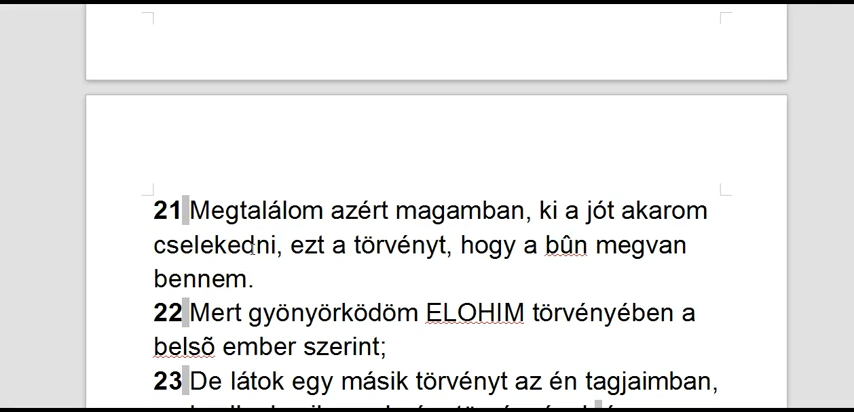 21 Megtalálom azért magamban, ki a jót akarom
cselekedni, ezt a törvényt, hogy a bûn megvan
bennem.
22 Mert gyönyörködöm ELOHIM törvényében a
belsõ ember szerint;
23 De látok egy másik törvényt az én tagjaimban,